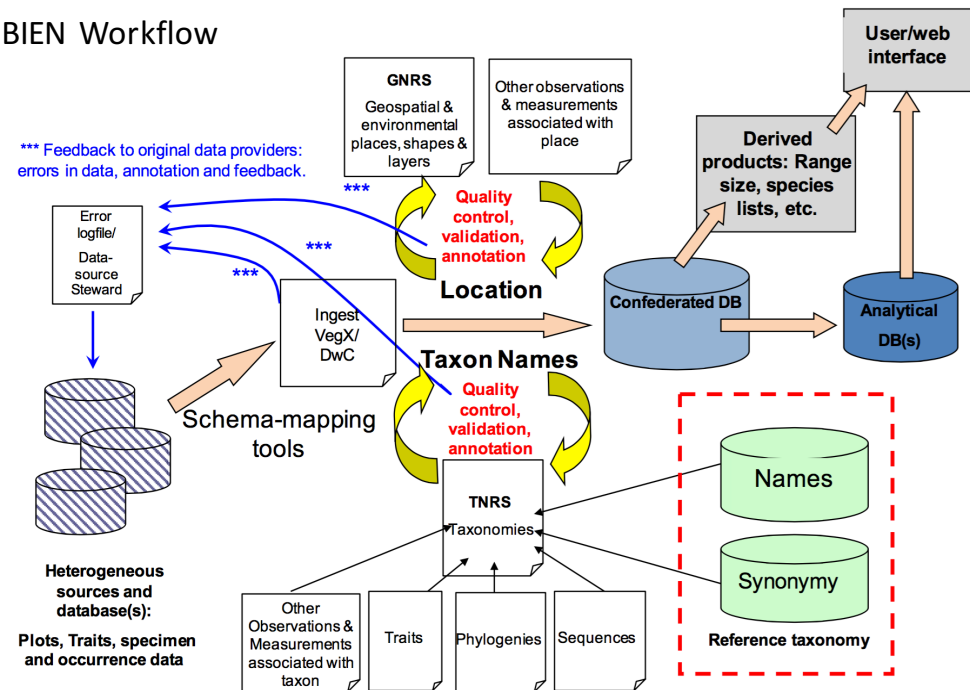 BIEN Workflow
User/web
interface
GNRS
Geospatial &
environmental
places, shapes &
layers
Other observations
& measurements
associated with
place
*** Feedback to original data providers:
errors in data, annotation and feedback.
Derived
products: Range
size, species
lists, etc.
***
Quality
control,
validation,
annotation
Error
logfile/
Data-
source
Steward
***
***
Location
Ingest
VegX/
DwC
Confederated DB
Analytical
DB(s)
Taxon Names
Quality
control,
validation,
annotation
Schema-mapping
tools
TNRS
Taxonomies
Names
Synonymy
Reference taxonomy
Heterogeneous
sources and
database(s):
Plots, Traits, specimen
and occurrence data
Other
Observations &
Measurements
associated with
taxon
Traits
Phylogenies
Sequences